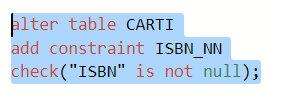 alter table CARTI
add constraint ISBN_NN
check("ISBN" is not null);